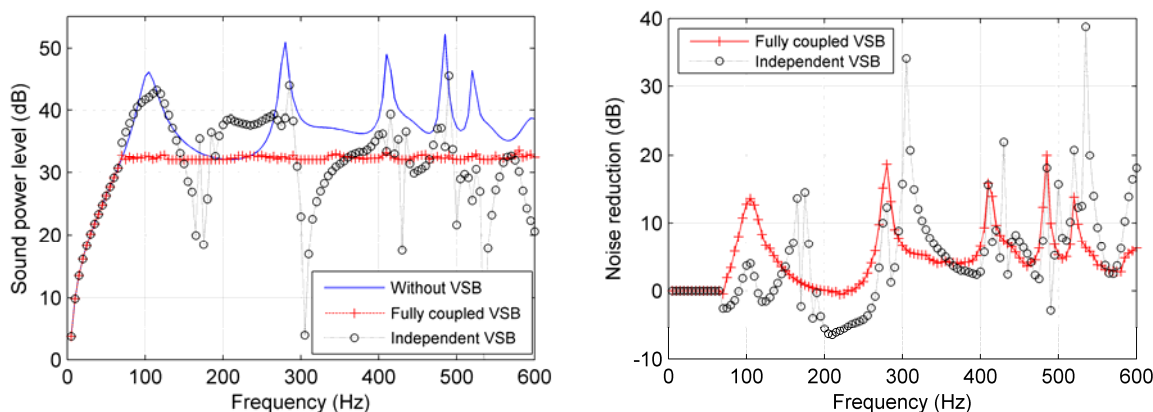 50
40
30
20
10
0
Sound power level (dB)
0 100 200 300 400 500 600
Frequency (Hz)
Without VSB
Fully coupled VSB
Independent VSB
40
30
20
10
0
-10
Noise reduction (dB)
0 100 200 300 400 500 600
Frequency (Hz)
Fully coupled VSB
Independent VSB